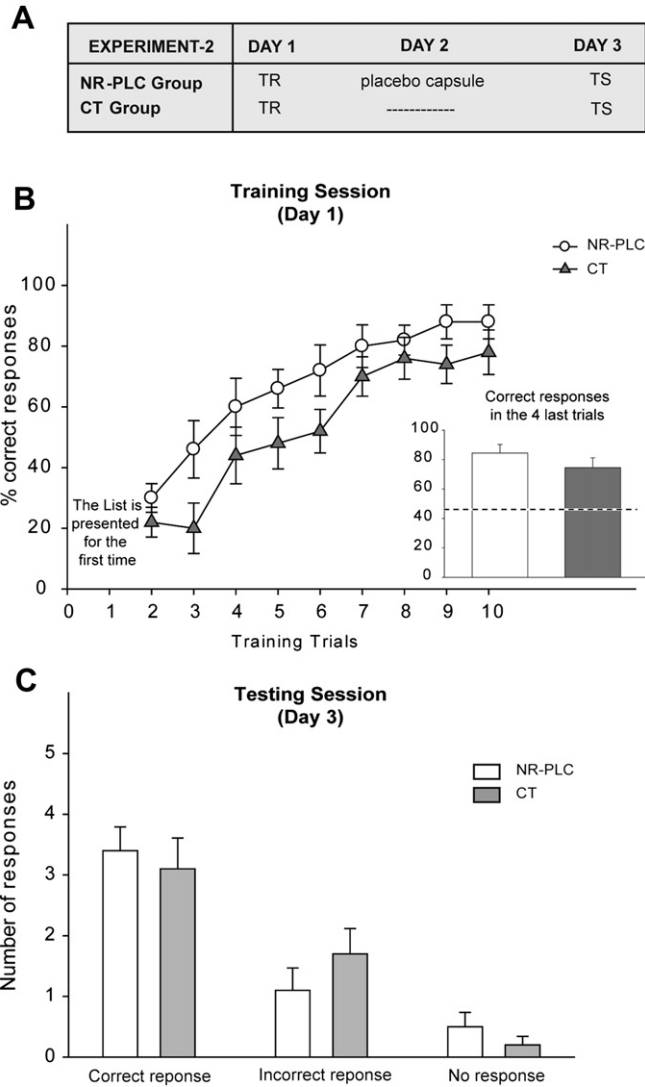 A
EXPERIMENT-2 DAY 1 DAY 2 DAY 3
NR-PLC Group TR placebo capsule TS
CT Group TR ------------ TS
B
Training Session
(Day 1)
NR-PLC
CT
% correct responses
100
80
60
40
20
0
The List is
presented
for the
first time
Correct responses
in the 4 last trials
100
80
60
40
20
0
0 1 2 3 4 5 6 7 8 9 10
Training Trials
C
Testing Session
(Day 3)
NR-PLC
CT
Number of responses
5
4
3
2
1
0
Correct reponse Incorrect reponse No response